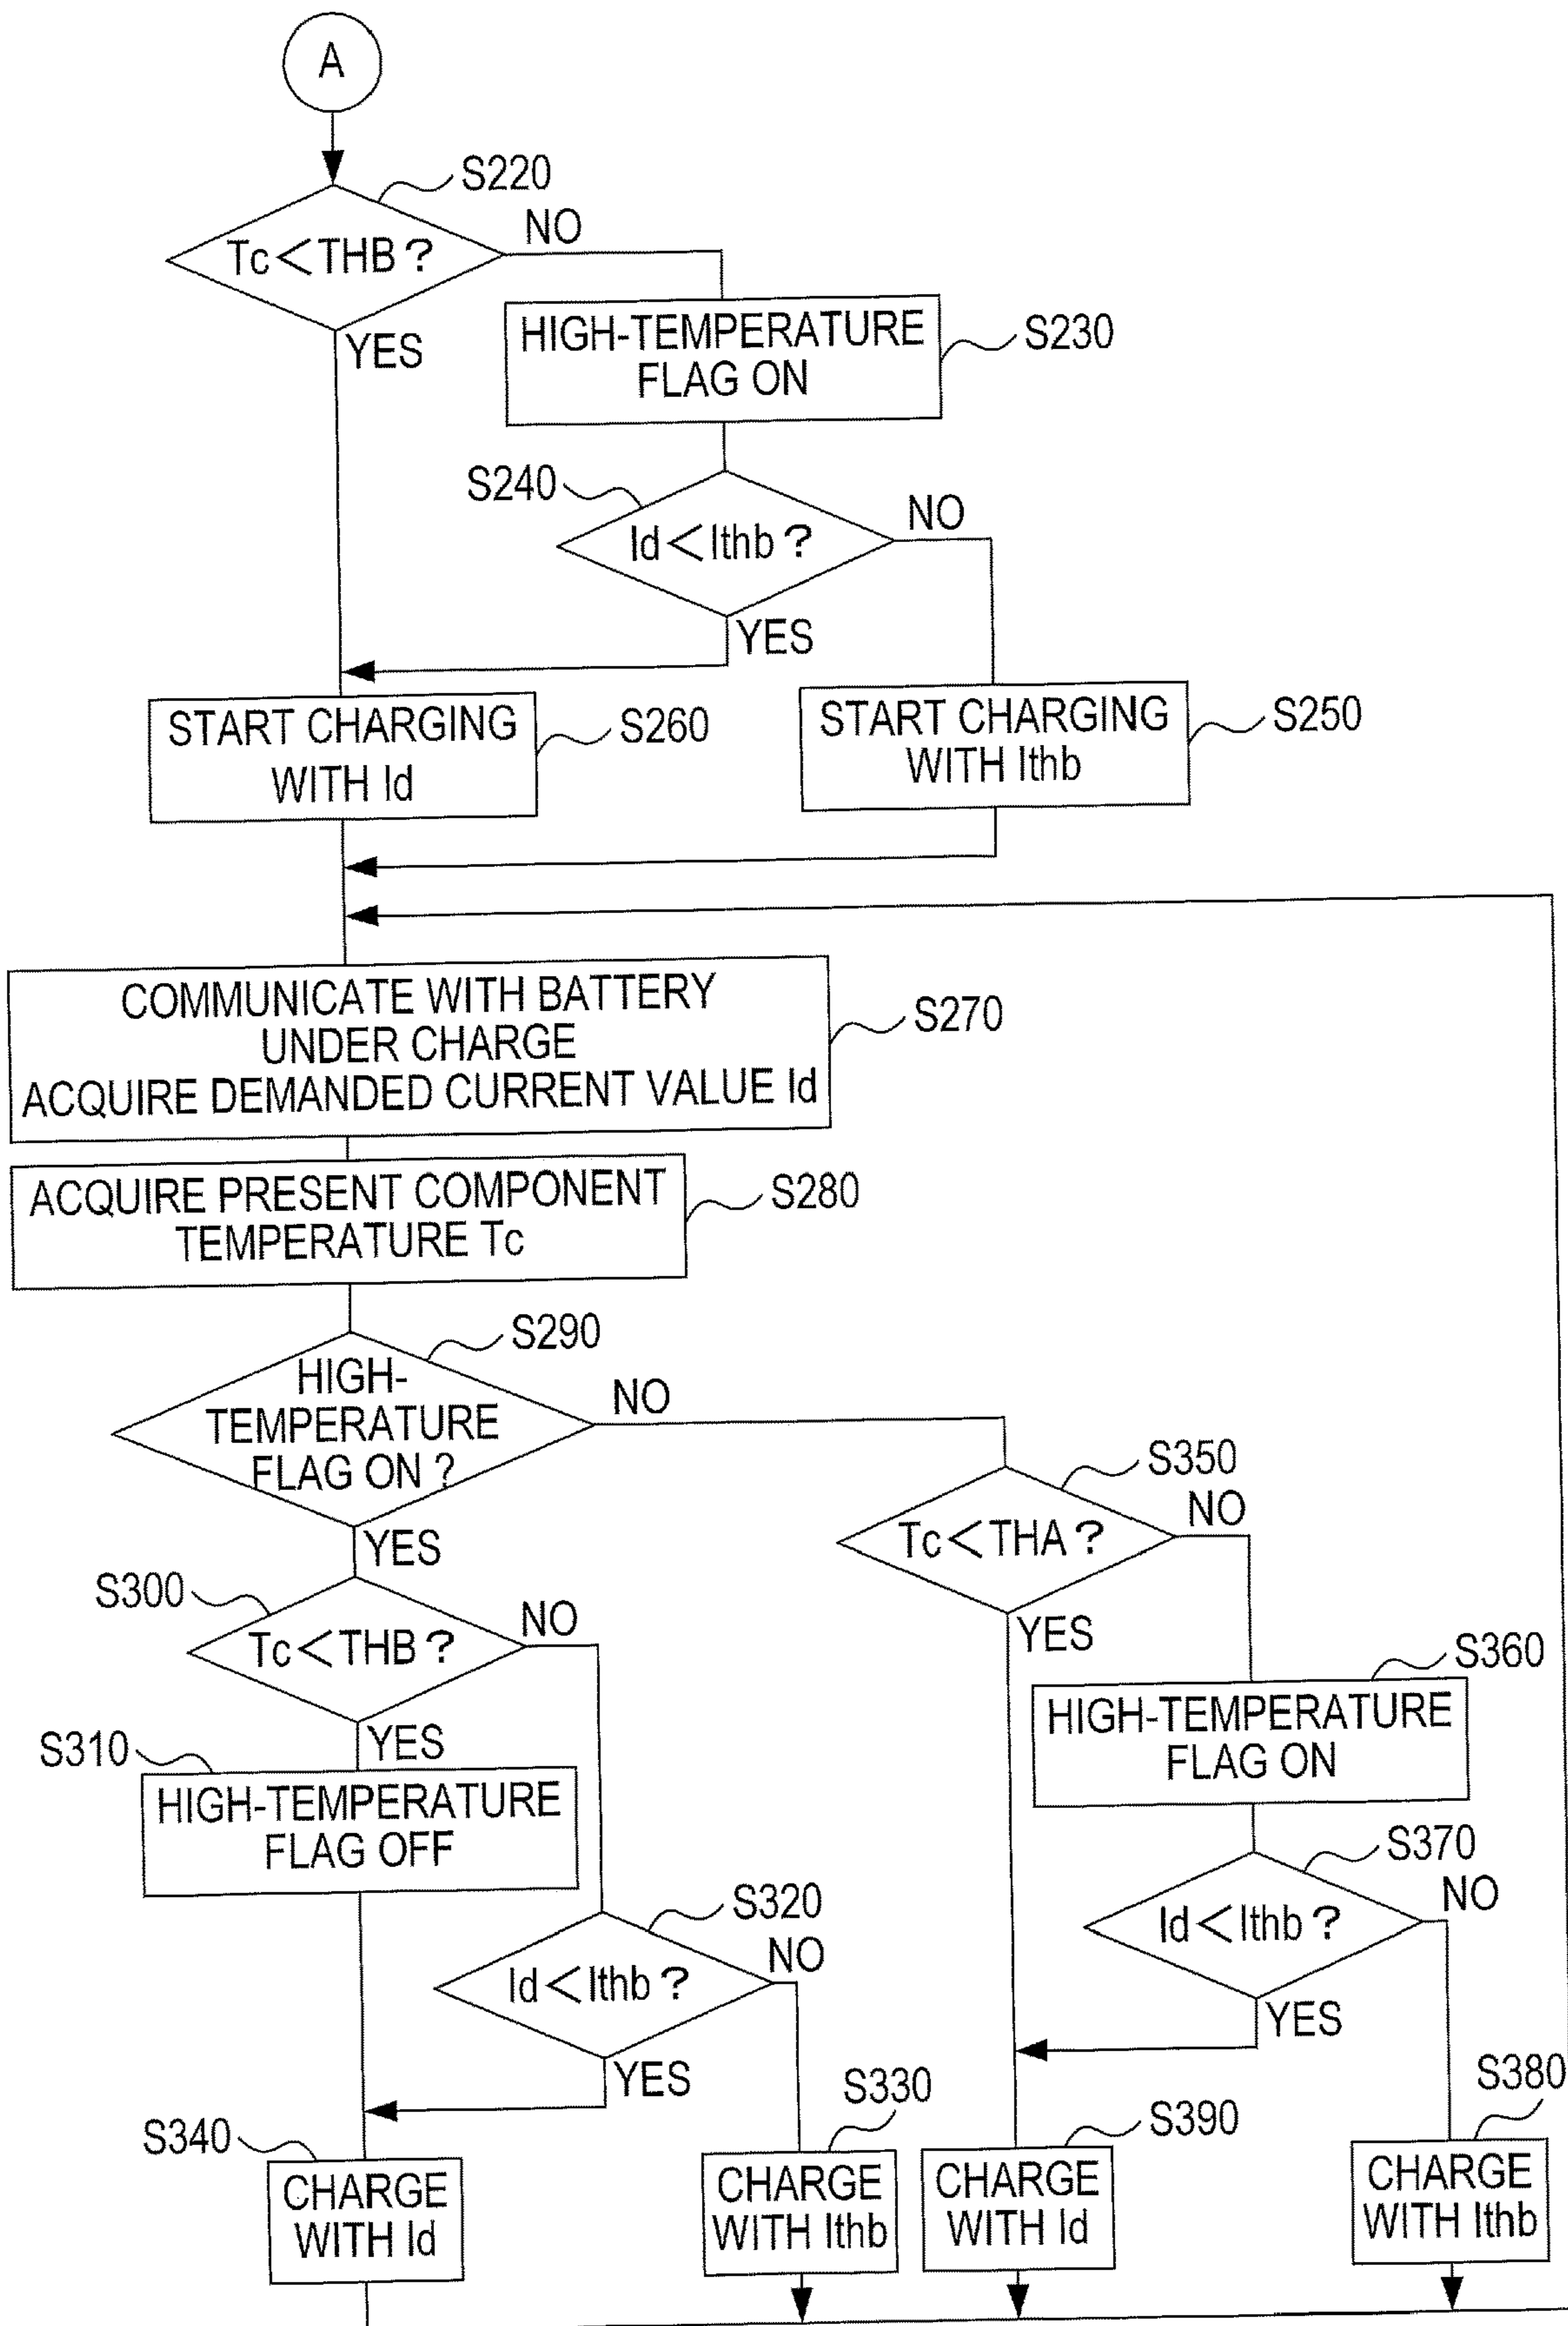 A
S220
Tc<THB?
NO
YES
HIGH-TEMPERATURE
FLAG ON
S230
S240
Id<Ithb?
NO
YES
START CHARGING
WITH Id
S260
START CHARGING
WITH Ithb
S250
COMMUNICATE WITH BATTERY
UNDER CHARGE
ACQUIRE DEMANDED CURRENT VALUE Id
S270
ACQUIRE PRESENT COMPONENT
TEMPERATURE Tc
S280
S290
HIGH-
TEMPERATURE
FLAG ON?
NO
YES
S350
Tc<THA?
NO
YES
S300
Tc<THB?
NO
YES
S360
HIGH-TEMPERATURE
FLAG ON
S310
HIGH-TEMPERATURE
FLAG OFF
S370
Id<Ithb?
NO
YES
S320
Id<Ithb?
NO
YES
S340
CHARGE
WITH Id
S330
CHARGE
WITH Ithb
S390
CHARGE
WITH Id
S380
CHARGE
WITH Ithb